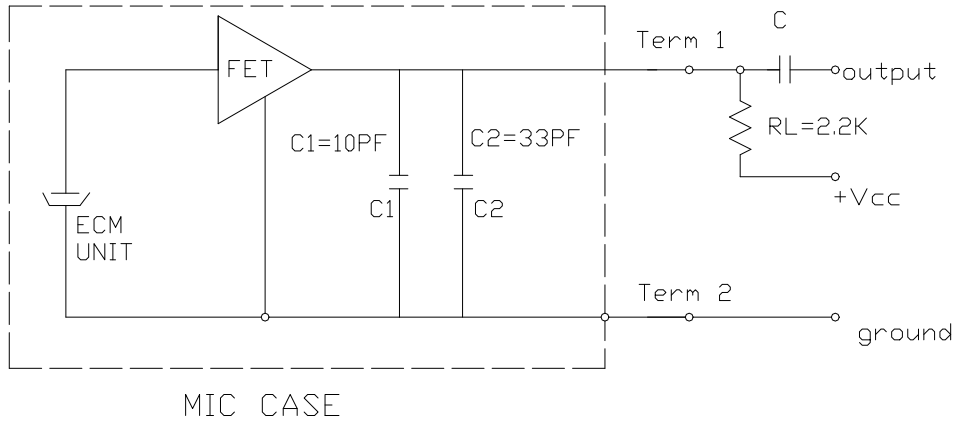 C
Term 1
output
FET
RL=2.2K
C1=10PF
C2=33PF
+Vcc
C1
C2
ECM
UNIT
Term 2
ground
MIC CASE